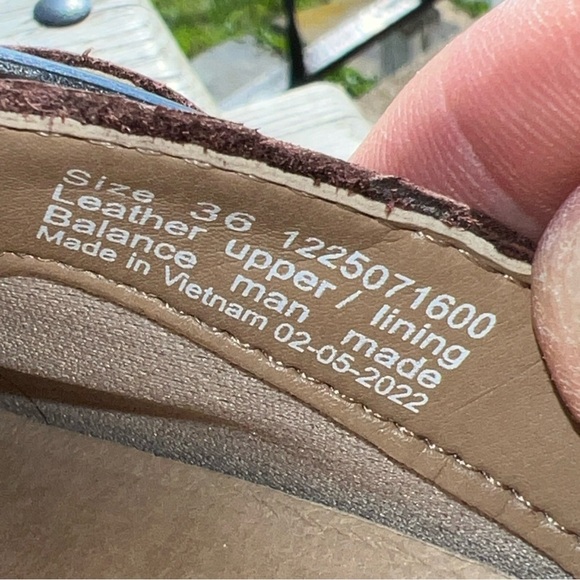 Size 36 1225071600
Leather upper / lining
Balance man made
Made in Vietnam 02-05-2022